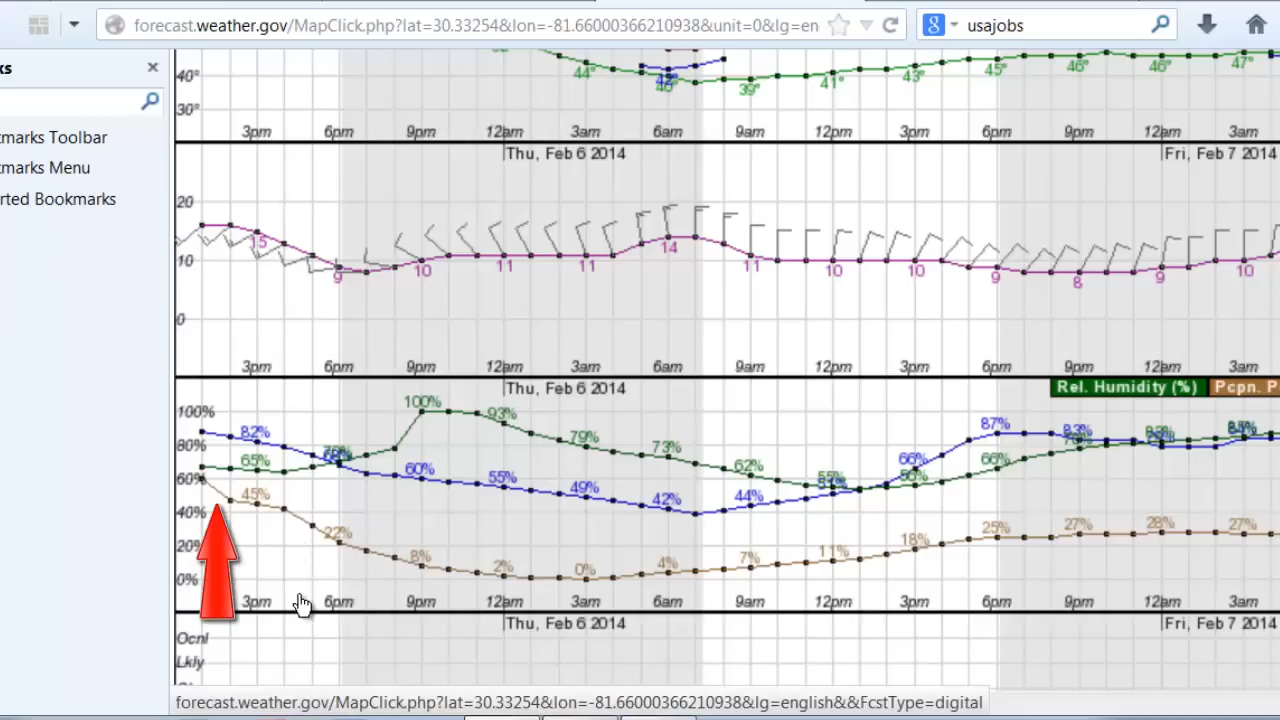 forecast.weather.gov/MapClick.php?lat=30.33254&lon=-81.66000366210938&unit=0&lg=en
usajobs
ks
kmarks Toolbar
kmarks Menu
rted Bookmarks
40° 44° 42° 40° 39° 41° 43° 45° 46° 46° 47°
30°
3pm 6pm 9pm 12am 3am 6am 9am 12pm 3pm 6pm 9pm 12am 3am
Thu, Feb 6 2014 Fri, Feb 7 2014
20
15 14
10 9 10 11 11 11 10 10 9 8 9 10
0
3pm 6pm 9pm 12am 3am 6am 9am 12pm 3pm 6pm 9pm 12am 3am
Thu, Feb 6 2014 Rel. Humidity (%) Pcpn. P
100% 100% 93%
82% 87% 83% 83%
80% 79% 73%
65% 60% 62% 66% 66%
60% 55% 49% 42% 44% 55% 51% 56%
45%
40%
22% 18% 25% 27% 28% 27%
20% 8% 2% 0% 4% 7% 11%
0%
3pm 6pm 9pm 12am 3am 6am 9am 12pm 3pm 6pm 9pm 12am 3am
Thu, Feb 6 2014 Fri, Feb 7 2014
Ocnl
Lkly
forecast.weather.gov/MapClick.php?lat=30.33254&lon=-81.66000366210938&lg=english&&FcstType=digital